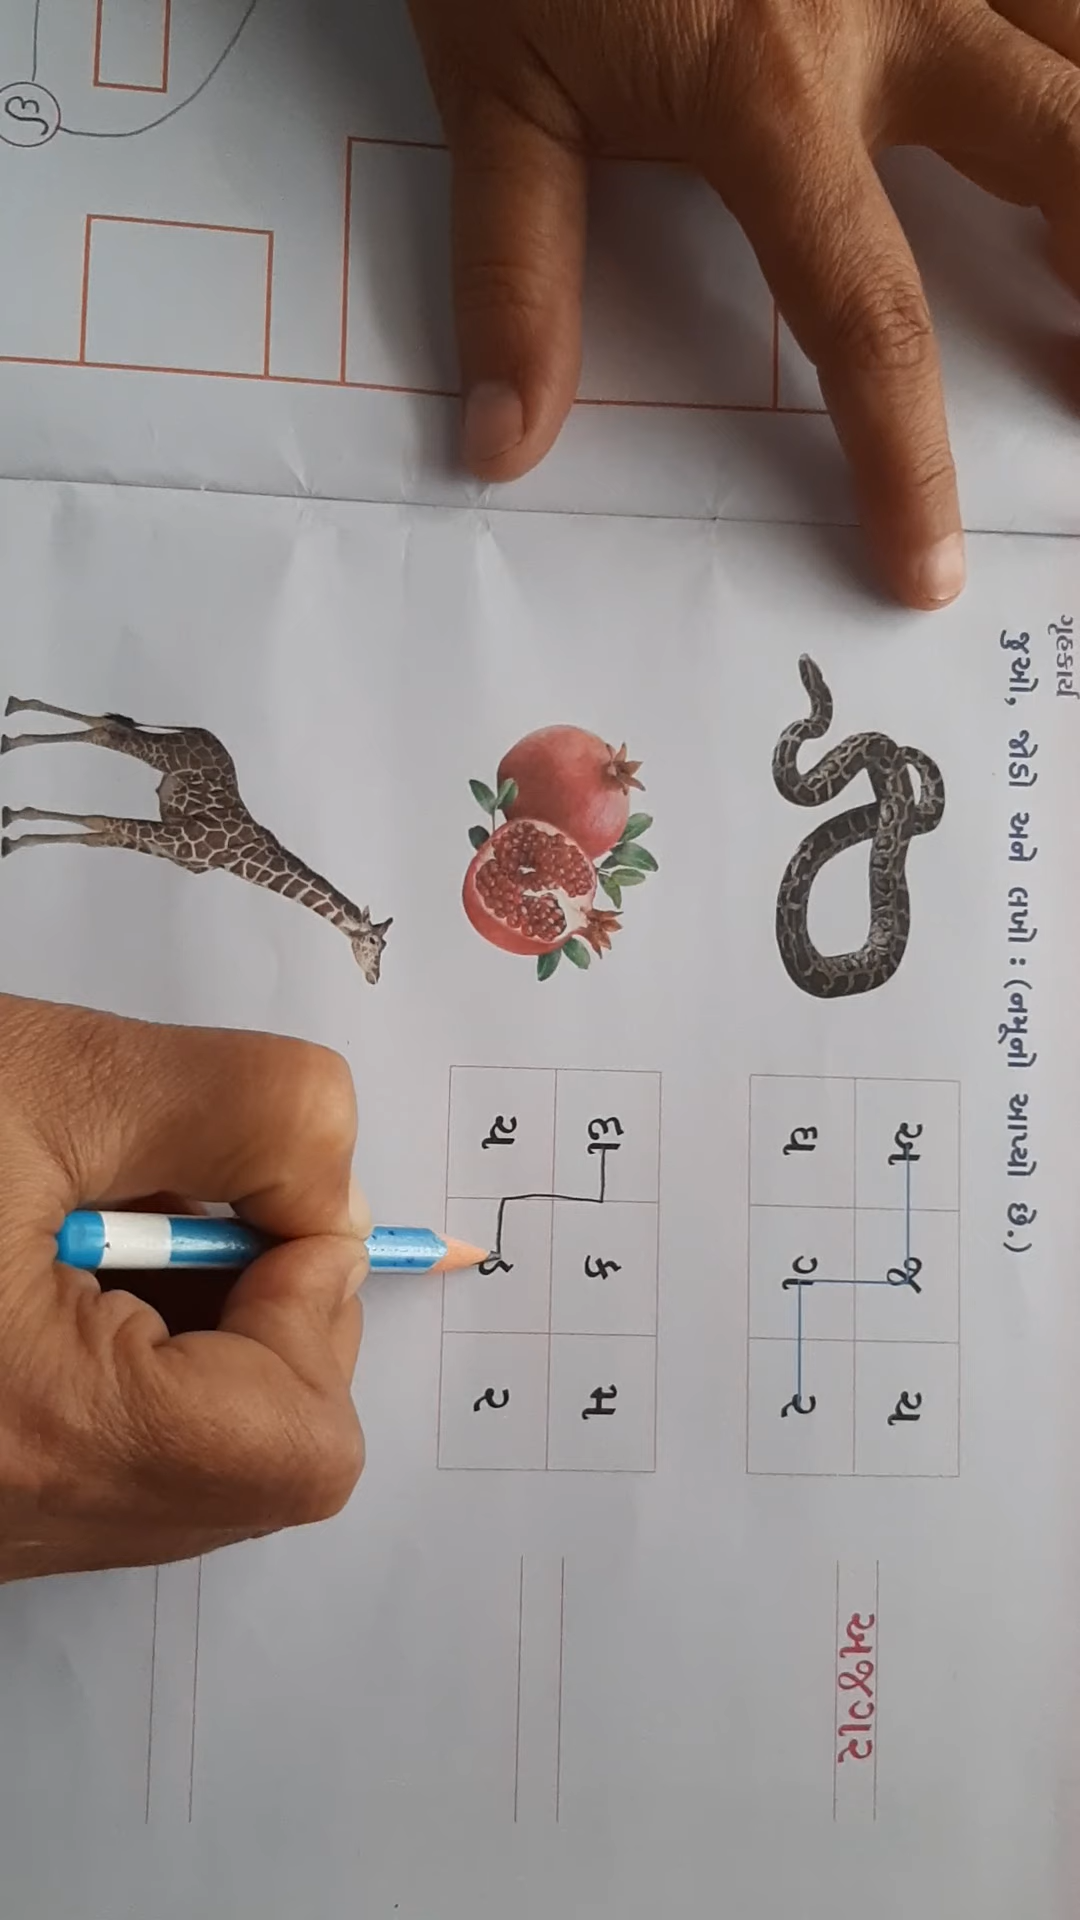 ગૃહકાર્ય
જુઓ, જોડો અને લખો : (નમૂનો આપ્યો છે.)
અ જ ય
ઘ ગ ર
અજગર
દા ક મ
ય ડ ર